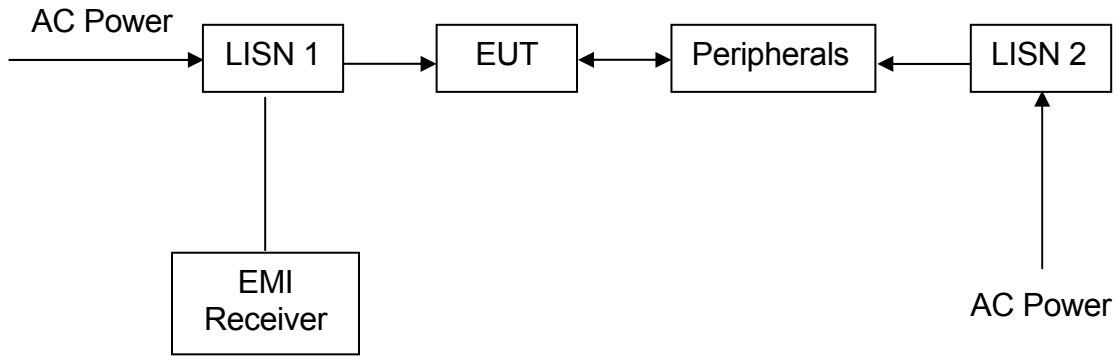 AC Power
LISN 1
EUT
Peripherals
LISN 2
EMI
Receiver
AC Power